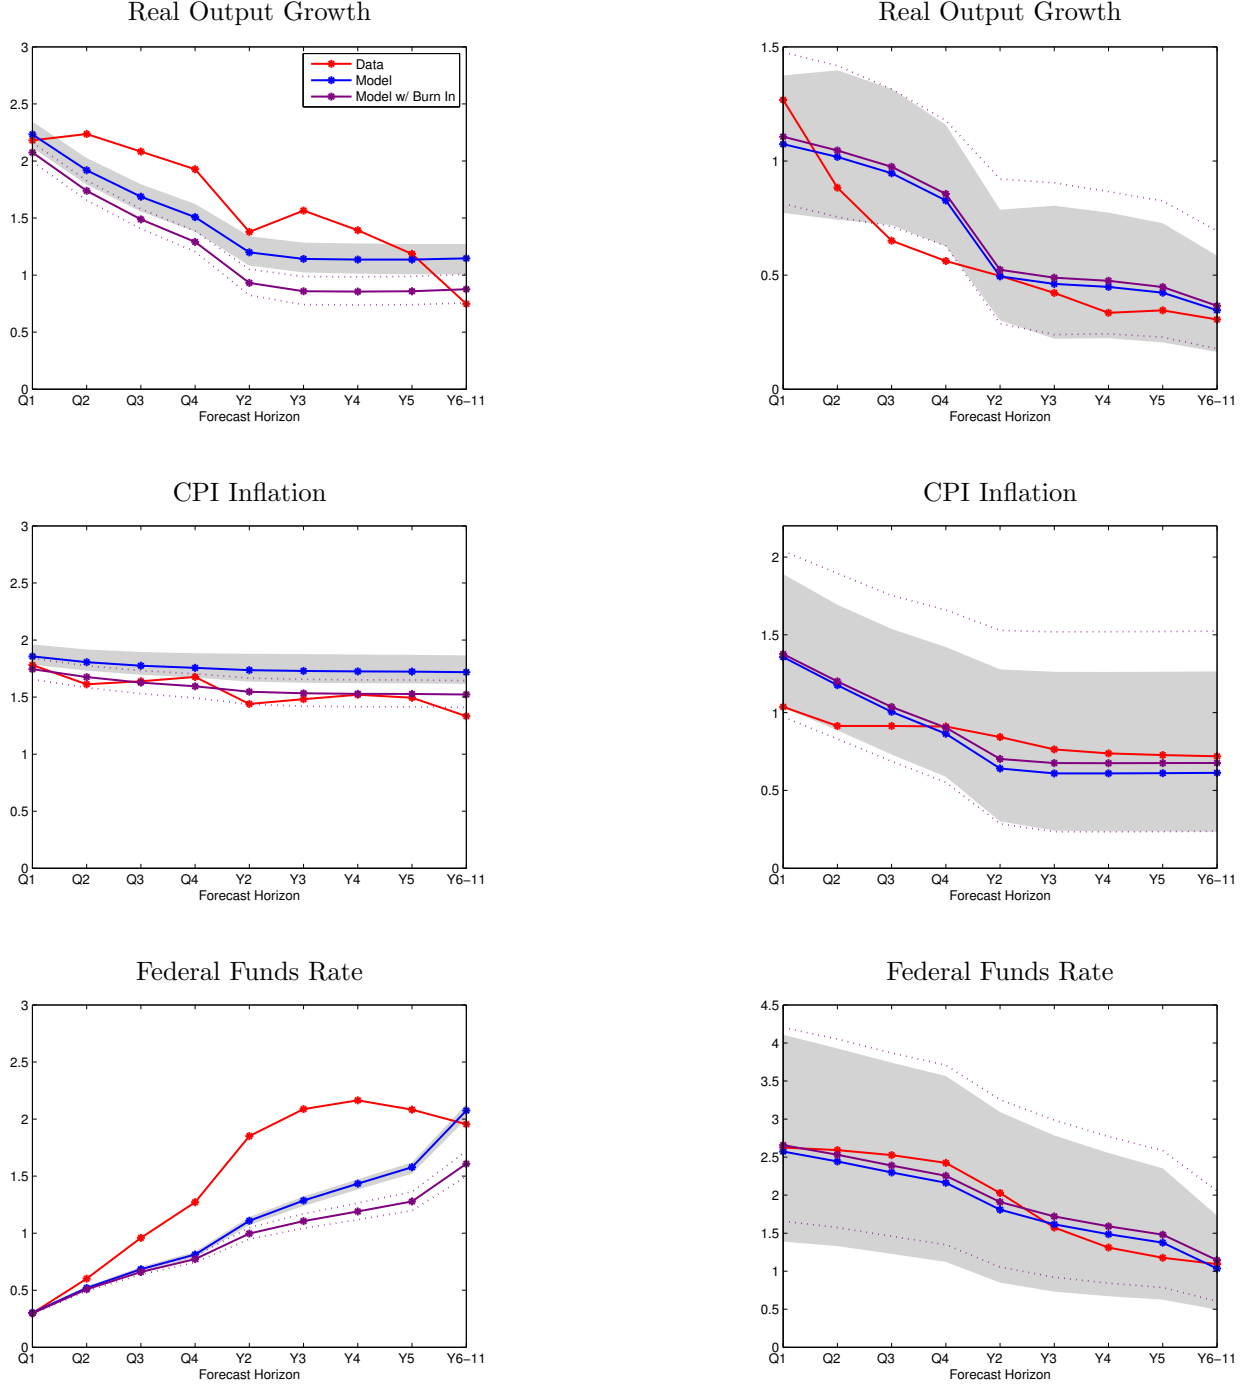 Real Output Growth
3
2.5
2
1.5
1
0.5
0
Data
Model
Model w/ Burn In
Q1 Q2 Q3 Q4 Y2 Y3 Y4 Y5 Y6−11
Forecast Horizon
Real Output Growth
1.5
1
0.5
0
Q1 Q2 Q3 Q4 Y2 Y3 Y4 Y5 Y6−11
Forecast Horizon
CPI Inflation
3
2.5
2
1.5
1
0.5
0
Q1 Q2 Q3 Q4 Y2 Y3 Y4 Y5 Y6−11
Forecast Horizon
CPI Inflation
2
1.5
1
0.5
0
Q1 Q2 Q3 Q4 Y2 Y3 Y4 Y5 Y6−11
Forecast Horizon
Federal Funds Rate
3
2.5
2
1.5
1
0.5
0
Q1 Q2 Q3 Q4 Y2 Y3 Y4 Y5 Y6−11
Forecast Horizon
Federal Funds Rate
4.5
4
3.5
3
2.5
2
1.5
1
0.5
0
Q1 Q2 Q3 Q4 Y2 Y3 Y4 Y5 Y6−11
Forecast Horizon